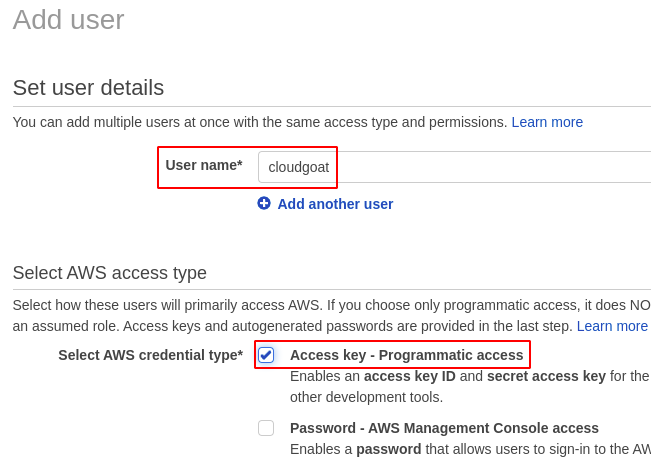 Add user
Set user details
You can add multiple users at once with the same access type and permissions. Learn more
User name* cloudgoat
Add another user
Select AWS access type
Select how these users will primarily access AWS. If you choose only programmatic access, it does NO
an assumed role. Access keys and autogenerated passwords are provided in the last step. Learn more
Select AWS credential type* Access key - Programmatic access
Enables an access key ID and secret access key for the
other development tools.
Password - AWS Management Console access
Enables a password that allows users to sign-in to the AW